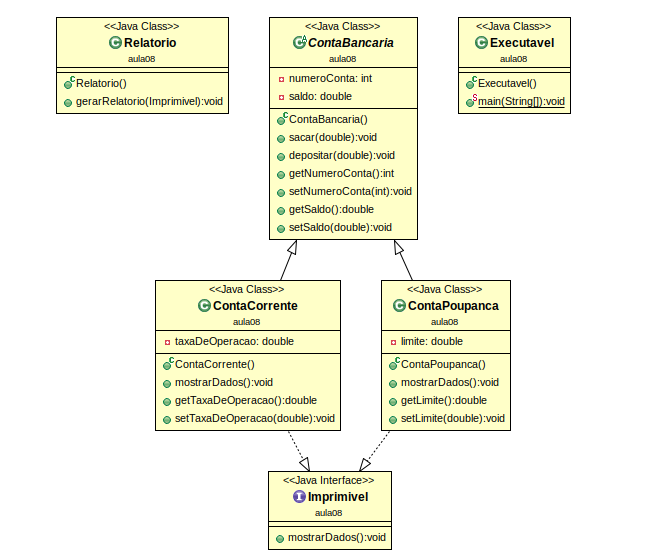 <<Java Class>>
Relatorio
aula08
Relatorio()
gerarRelatorio(Imprimivel):void
<<Java Class>>
ContaBancaria
aula08
numeroConta: int
saldo: double
ContaBancaria()
sacar(double):void
depositar(double):void
getNumeroConta():int
setNumeroConta(int):void
getSaldo():double
setSaldo(double):void
<<Java Class>>
Executavel
aula08
Executavel()
main(String[]):void
<<Java Class>>
ContaCorrente
aula08
taxaDeOperacao: double
ContaCorrente()
mostrarDados():void
getTaxaDeOperacao():double
setTaxaDeOperacao(double):void
<<Java Class>>
ContaPoupanca
aula08
limite: double
ContaPoupanca()
mostrarDados():void
getLimite():double
setLimite(double):void
<<Java Interface>>
Imprimivel
aula08
mostrarDados():void